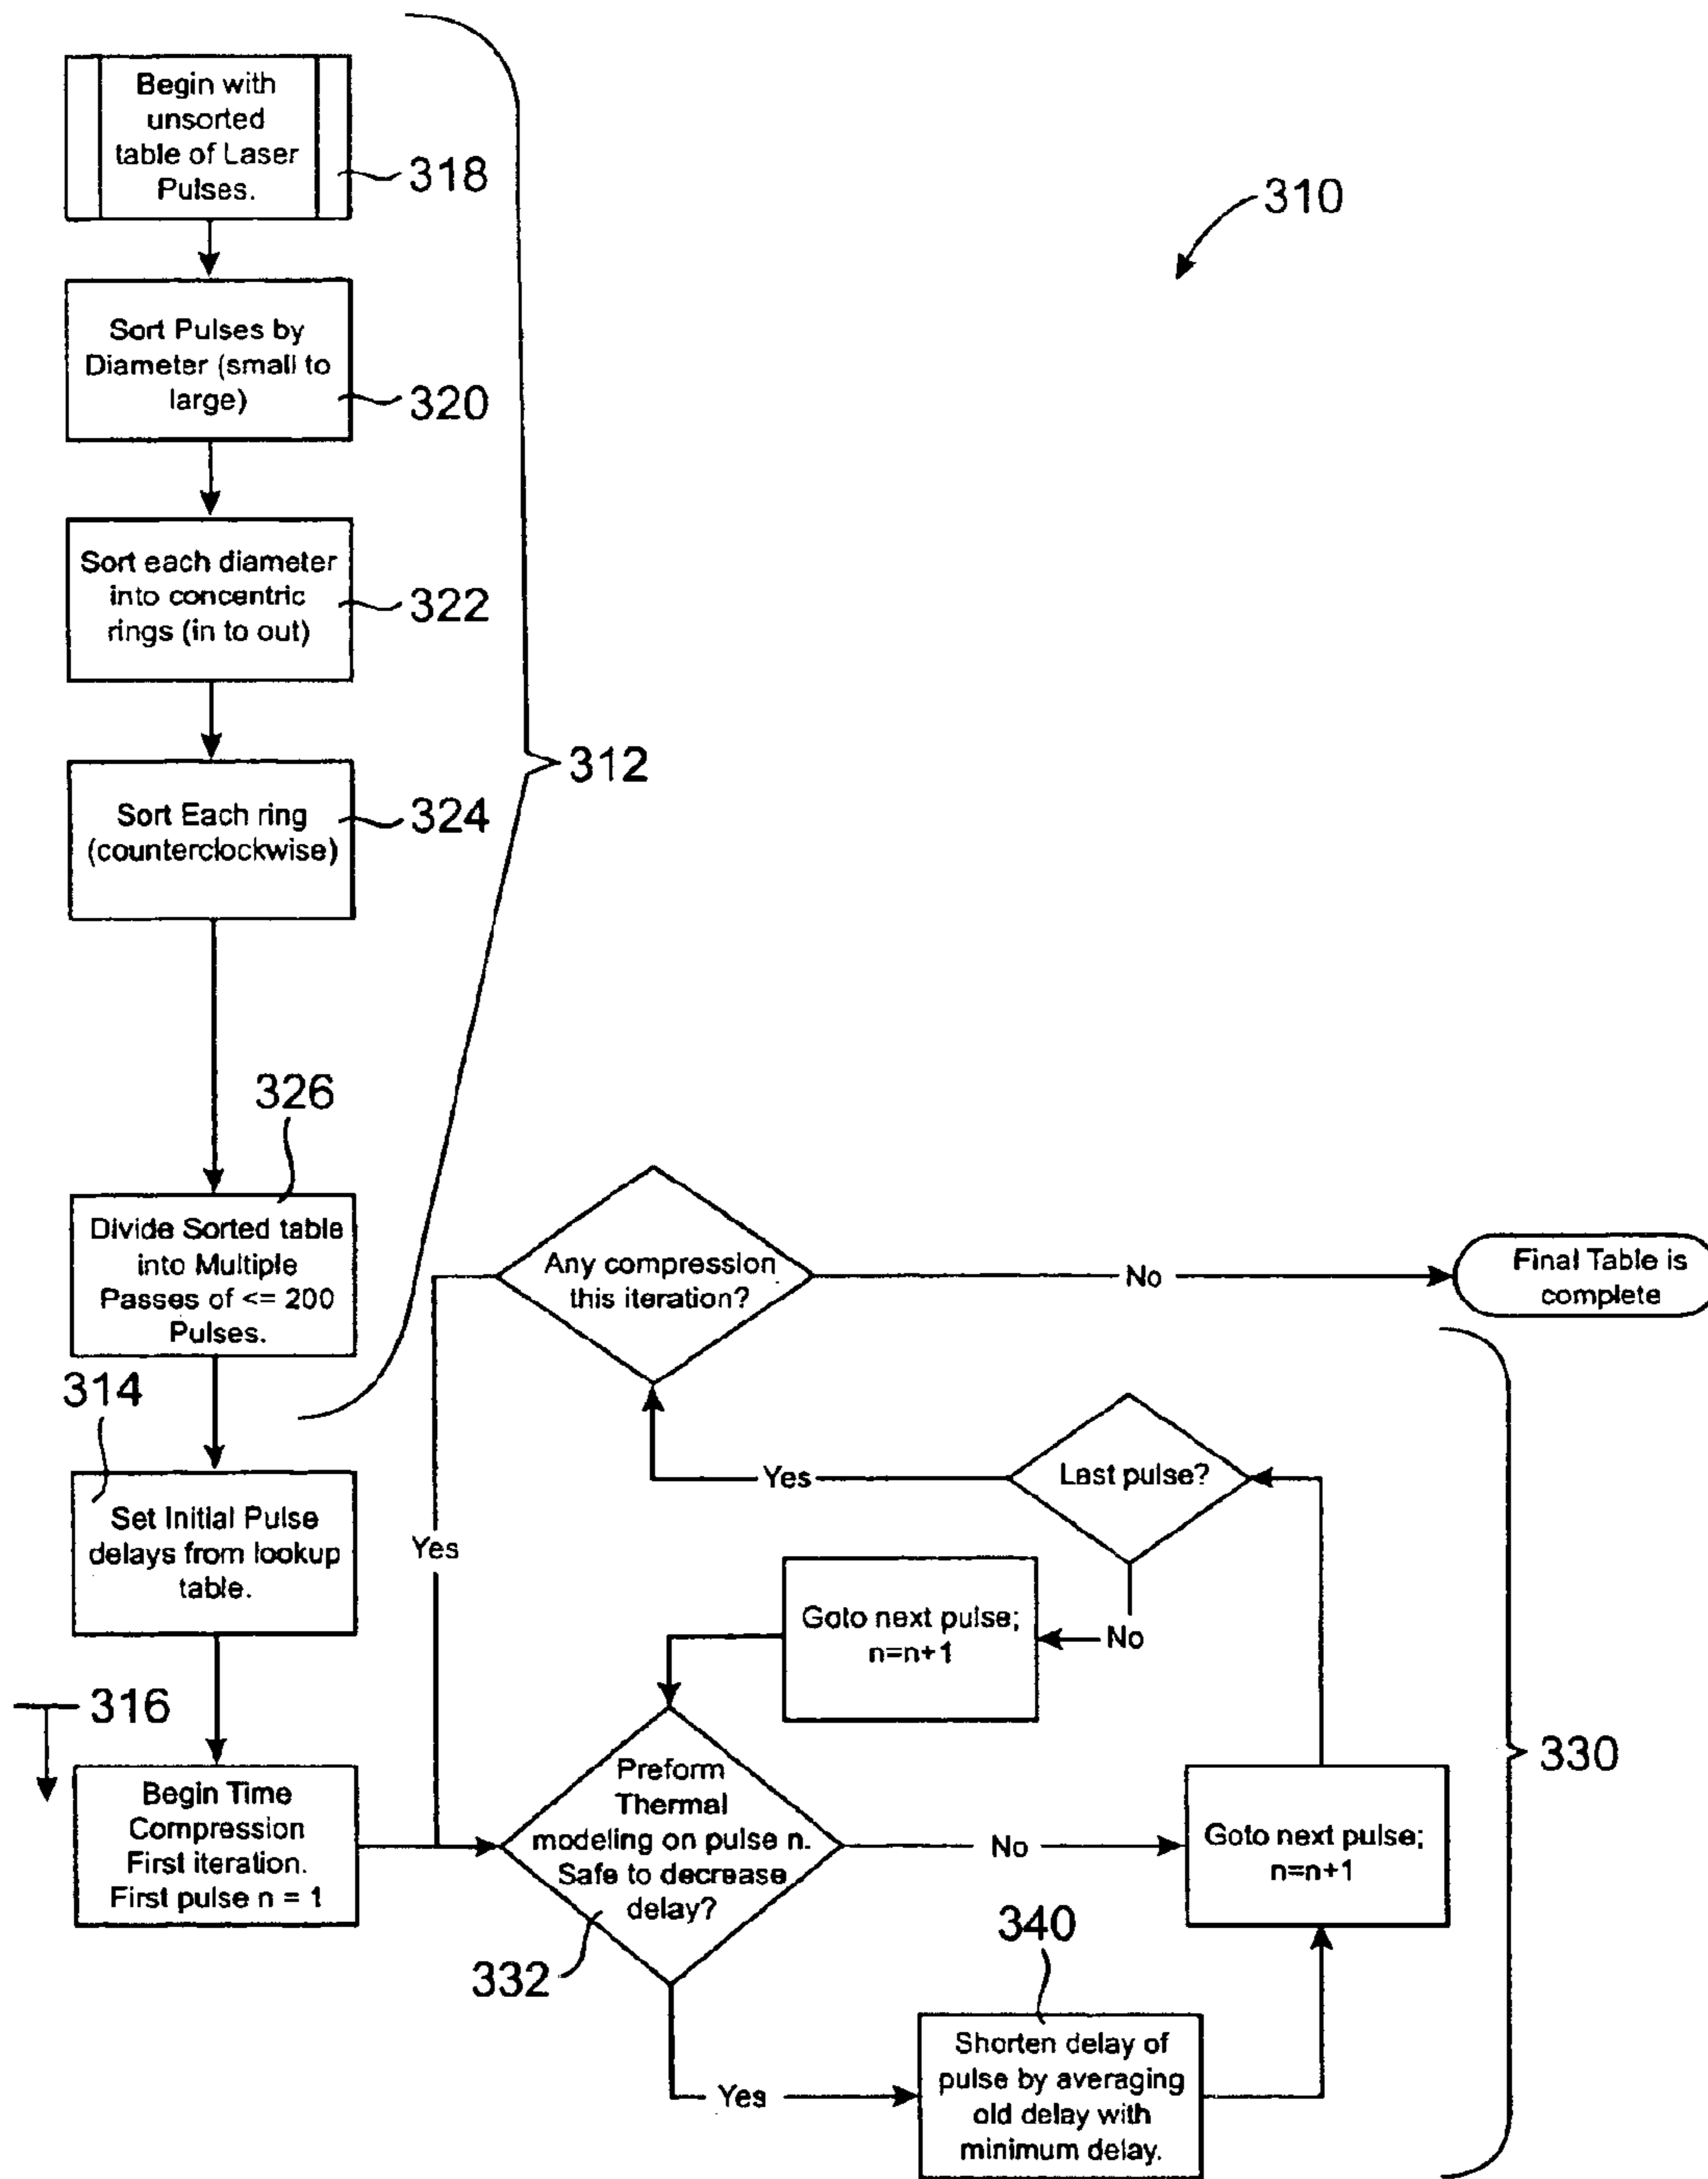 Begin with
unsorted
table of Laser
Pulses.
318
310
Sort Pulses by
Diameter (small to
large)
320
Sort each diameter
into concentric
rings (in to out)
322
Sort Each ring
(counterclockwise)
324
312
326
Divide Sorted table
into Multiple
Passes of <= 200
Pulses.
Any compression
this iteration?
No
Final Table is
complete
314
Set Initial Pulse
delays from lookup
table.
Yes
Yes
Last pulse?
Goto next pulse;
n=n+1
No
316
Begin Time
Compression
First iteration.
First pulse n = 1
Preform
Thermal
modeling on pulse n.
Safe to decrease
delay?
332
No
Goto next pulse;
n=n+1
330
Yes
340
Shorten delay of
pulse by averaging
old delay with
minimum delay.